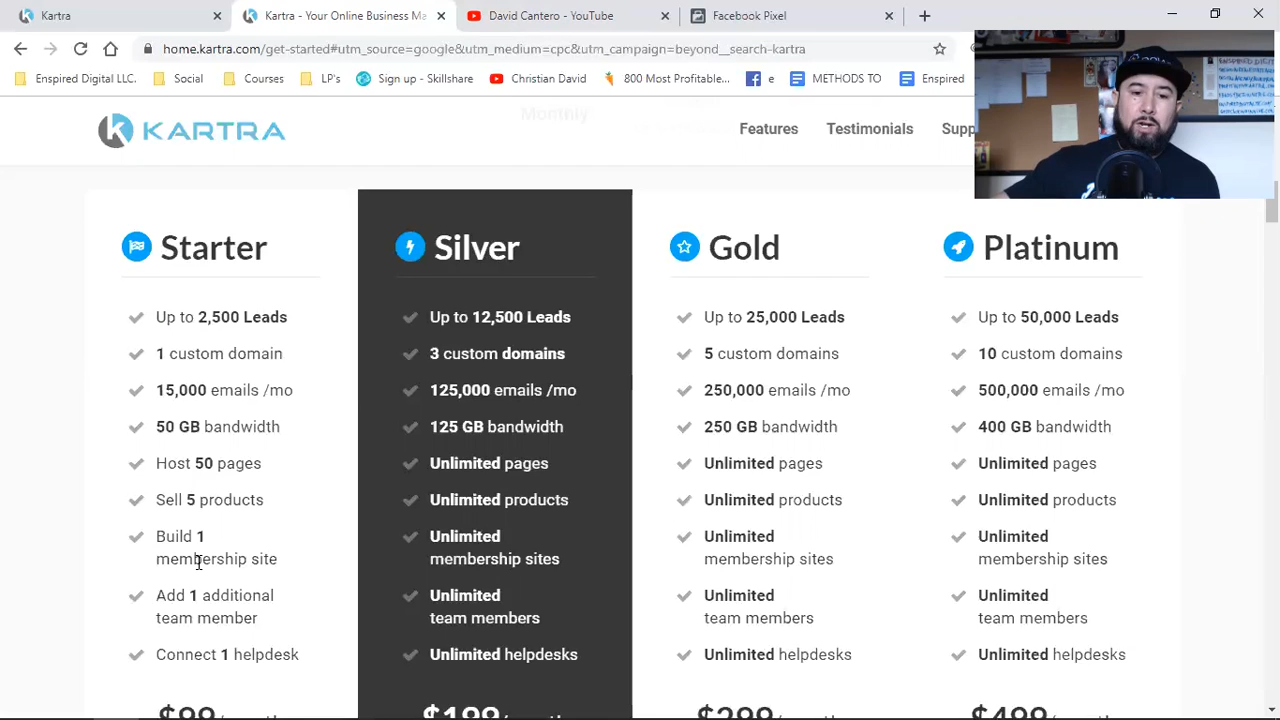 Kartra
Kartra - Your Online Business Ma
David Cantero - YouTube
Facebook Pixel
home.kartra.com/get-started#utm_source=google&utm_medium=cpc&utm_campaign=beyond__search-kartra
Enspired Digital LLC.
Social
Courses
LP's
Sign up - Skillshare
800 Most Profitable...
e
METHODS TO
Enspired
Monthly
KARTRA
Features
Testimonials
Supp
Starter
Up to 2,500 Leads
1 custom domain
15,000 emails /mo
50 GB bandwidth
Host 50 pages
Sell 5 products
Build 1
membership site
Add 1 additional
team member
Connect 1 helpdesk
$99
Silver
Up to 12,500 Leads
3 custom domains
125,000 emails /mo
125 GB bandwidth
Unlimited pages
Unlimited products
Unlimited
membership sites
Unlimited
team members
Unlimited helpdesks
$199
Gold
Up to 25,000 Leads
5 custom domains
250,000 emails /mo
250 GB bandwidth
Unlimited pages
Unlimited products
Unlimited
membership sites
Unlimited
team members
Unlimited helpdesks
$299
Platinum
Up to 50,000 Leads
10 custom domains
500,000 emails /mo
400 GB bandwidth
Unlimited pages
Unlimited products
Unlimited
membership sites
Unlimited
team members
Unlimited helpdesks
$499